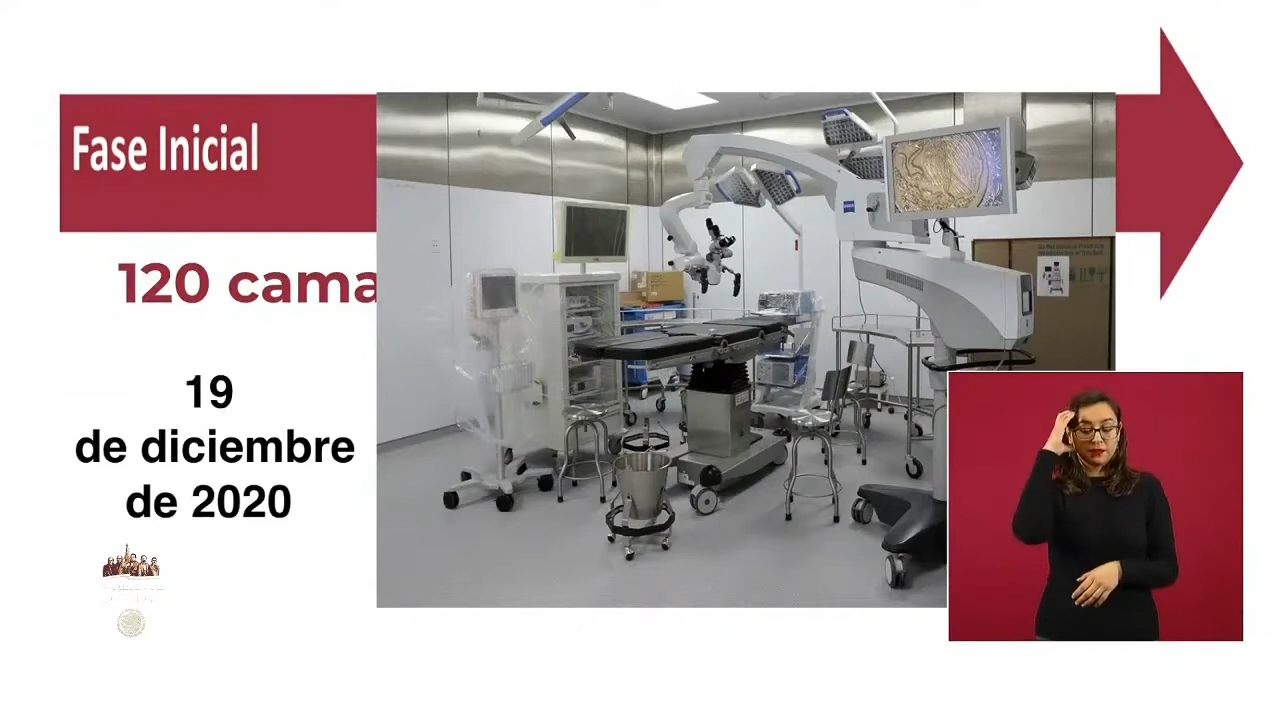 Fase Inicial
120 cama
19
de diciembre
de 2020